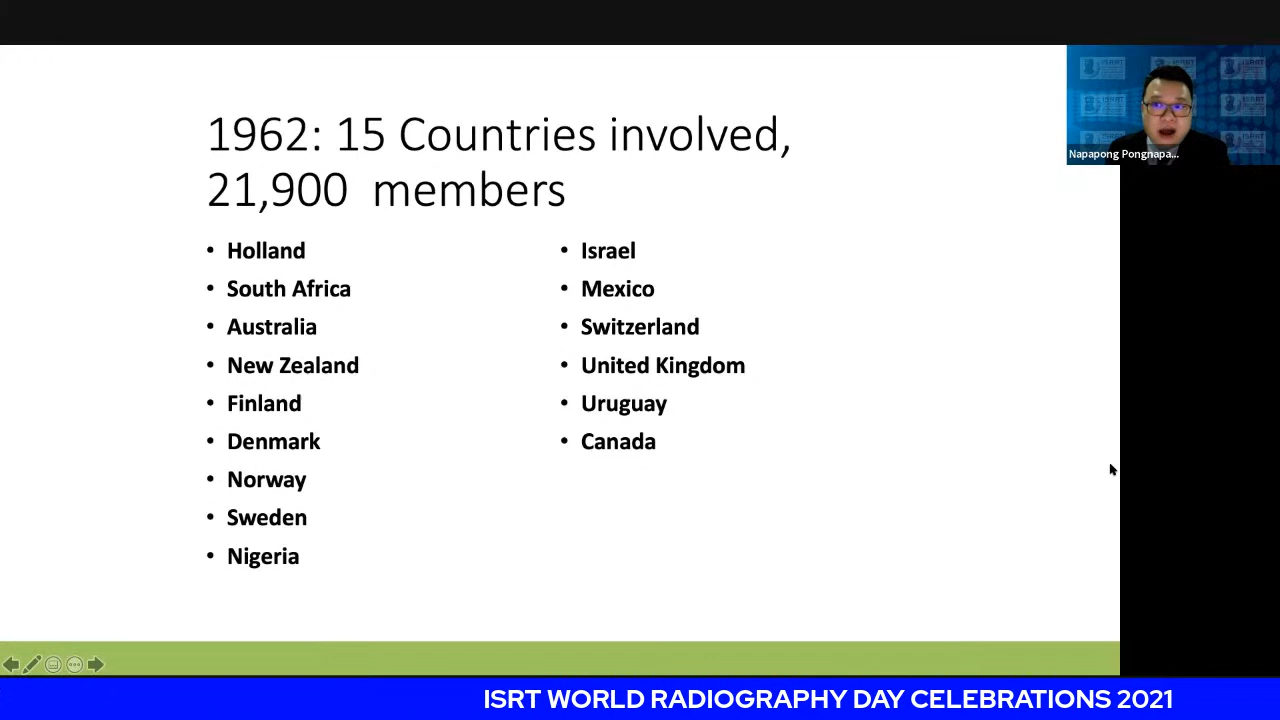 1962: 15 Countries involved,
21,900 members
• Holland
• South Africa
• Australia
• New Zealand
• Finland
• Denmark
• Norway
• Sweden
• Nigeria
• Israel
• Mexico
• Switzerland
• United Kingdom
• Uruguay
• Canada
ISRRT
Napapong Pongnapa...
ISRT WORLD RADIOGRAPHY DAY CELEBRATIONS 2021